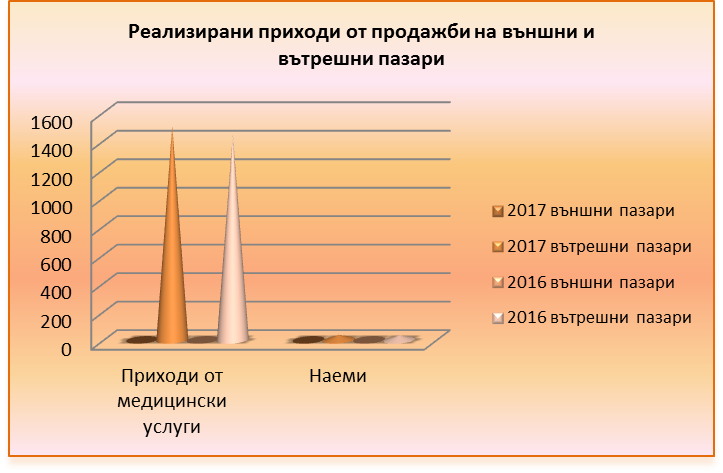 Реализирани приходи от продажби на външни и
вътрешни пазари
1600
1400
1200
1000
800
600
400
200
0
Приходи от
медицински
услуги
Наеми
2017 външни пазари
2017 вътрешни пазари
2016 външни пазари
2016 вътрешни пазари